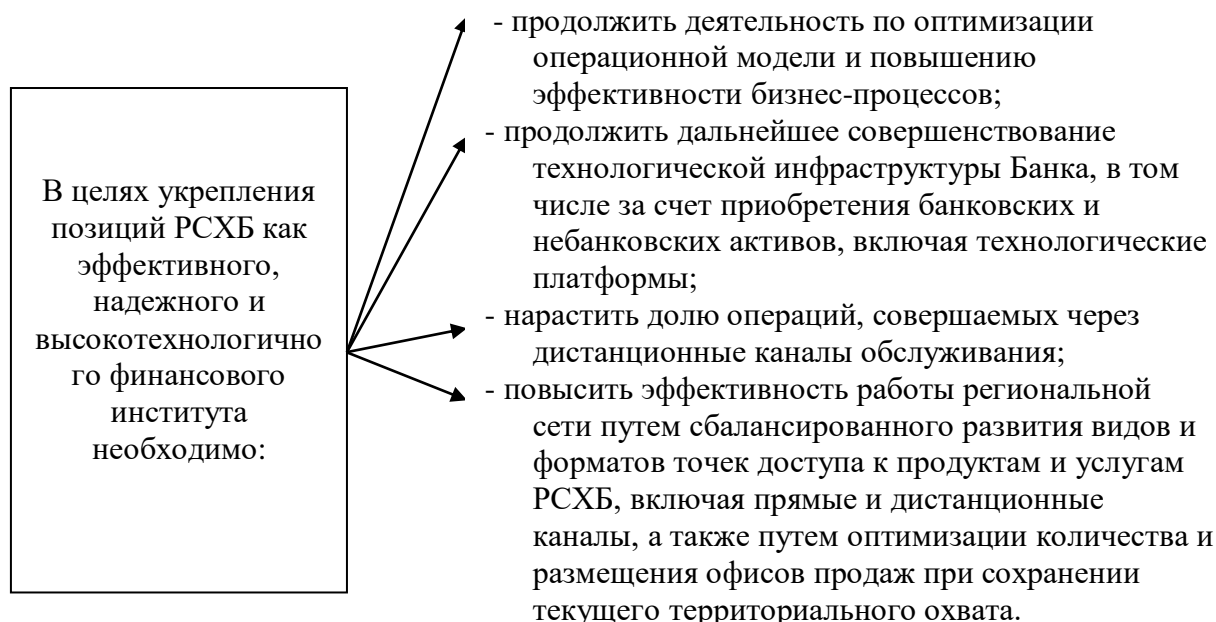 В целях укрепления
позиций РСХБ как
эффективного,
надежного и
высокотехнологично
го финансового
института
необходимо:
- продолжить деятельность по оптимизации
операционной модели и повышению
эффективности бизнес-процессов;
- продолжить дальнейшее совершенствование
технологической инфраструктуры Банка, в том
числе за счет приобретения банковских и
небанковских активов, включая технологические
платформы;
- нарастить долю операций, совершаемых через
дистанционные каналы обслуживания;
- повысить эффективность работы региональной
сети путем сбалансированного развития видов и
форматов точек доступа к продуктам и услугам
РСХБ, включая прямые и дистанционные
каналы, а также путем оптимизации количества и
размещения офисов продаж при сохранении
текущего территориального охвата.